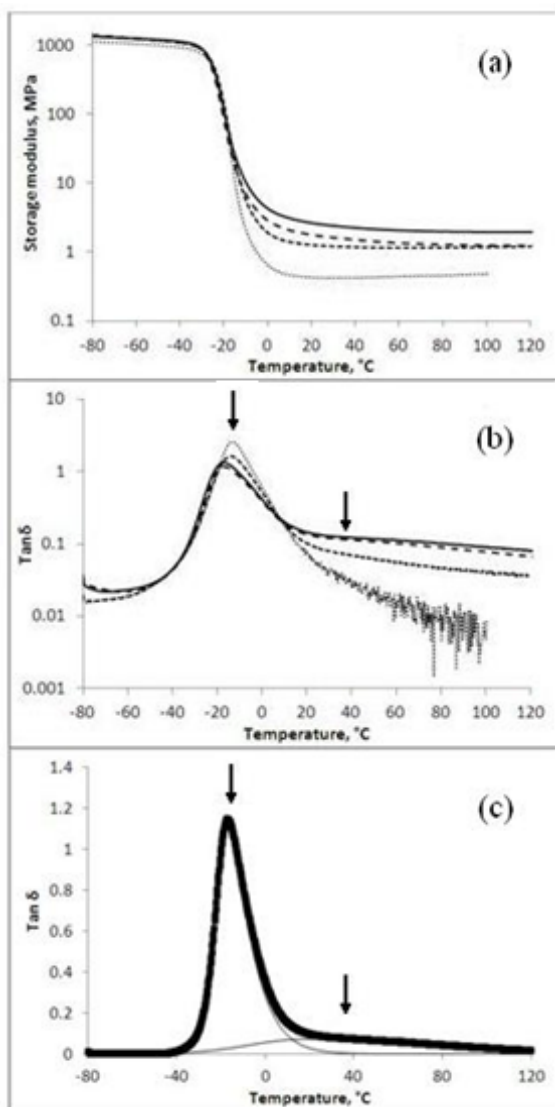 (a)
Storage modulus, MPa
1000
100
10
1
0.1
-80 -60 -40 -20 0 20 40 60 80 100 120
Temperature, °C
(b)
Tan δ
10
1
0.1
0.01
0.001
-80 -60 -40 -20 0 20 40 60 80 100 120
Temperature, °C
(c)
Tan δ
1.4
1.2
1
0.8
0.6
0.4
0.2
0
-80 -40 0 40 80 120
Temperature, °C